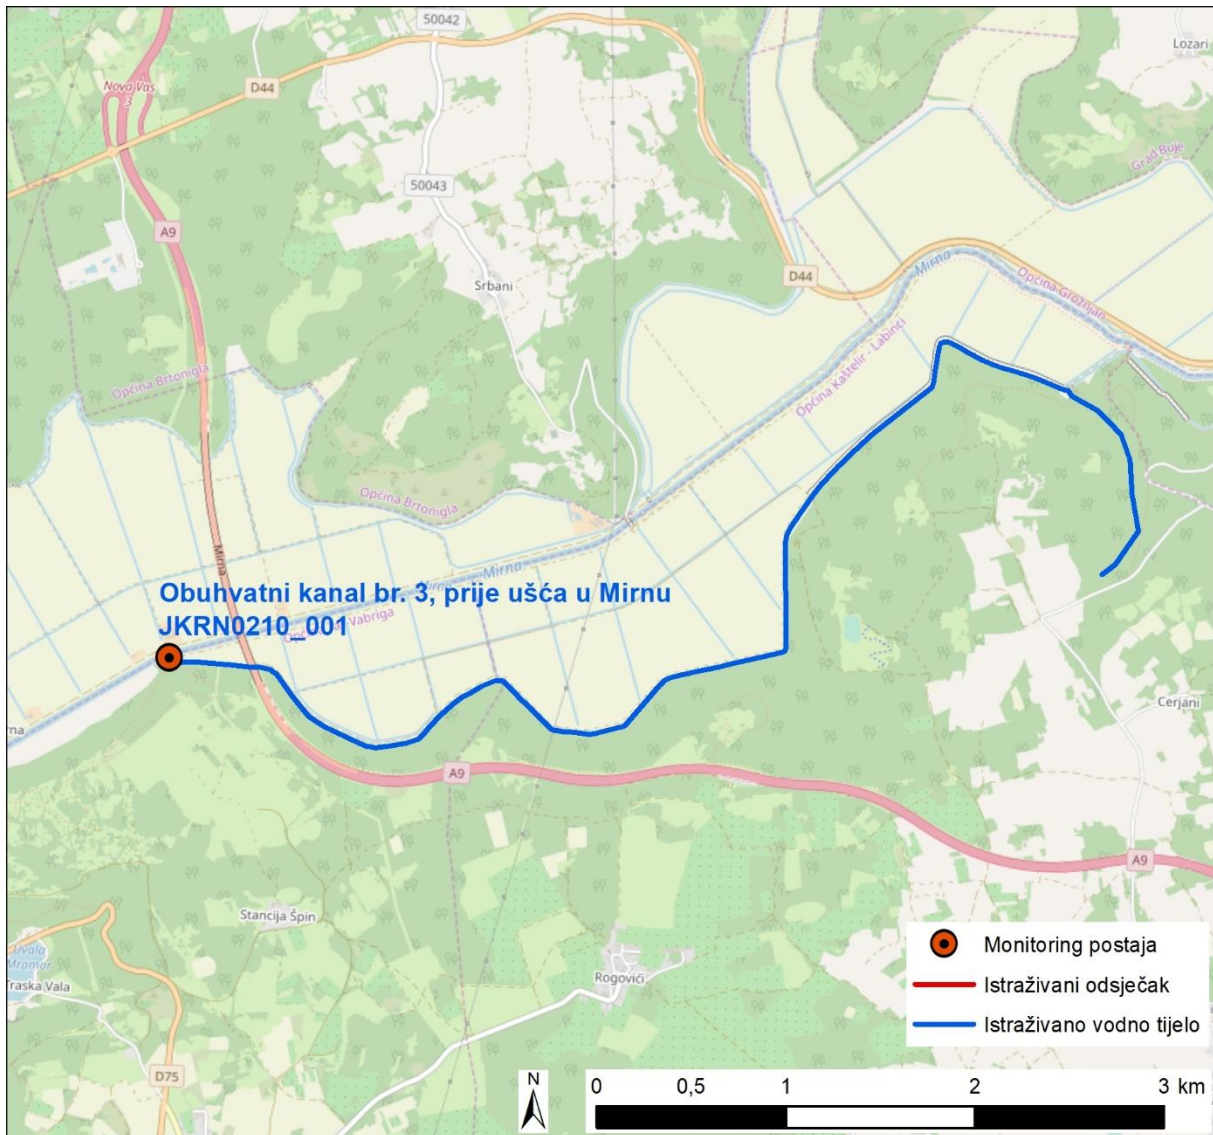 50042
Lozari
Nova Vas
3
D44
Grad Buje
50043
A9
Mirna
Srbani
D44
Općina Grožnjan
Općina Kaštelir - Labinci
Općina Brtonigla
Općina Brtonigla
Mirna
Mirna
Mirna
Obuhvatni kanal br. 3, prije ušća u Mirnu
Vabriga
JKRN0210_001
Cerjani
A9
A9
Stancija Špin
Uvala
Mramor
Rogovići
D75
Monitoring postaja
Istraživani odsječak
Istraživano vodno tijelo
N
0 0,5 1 2 3 km